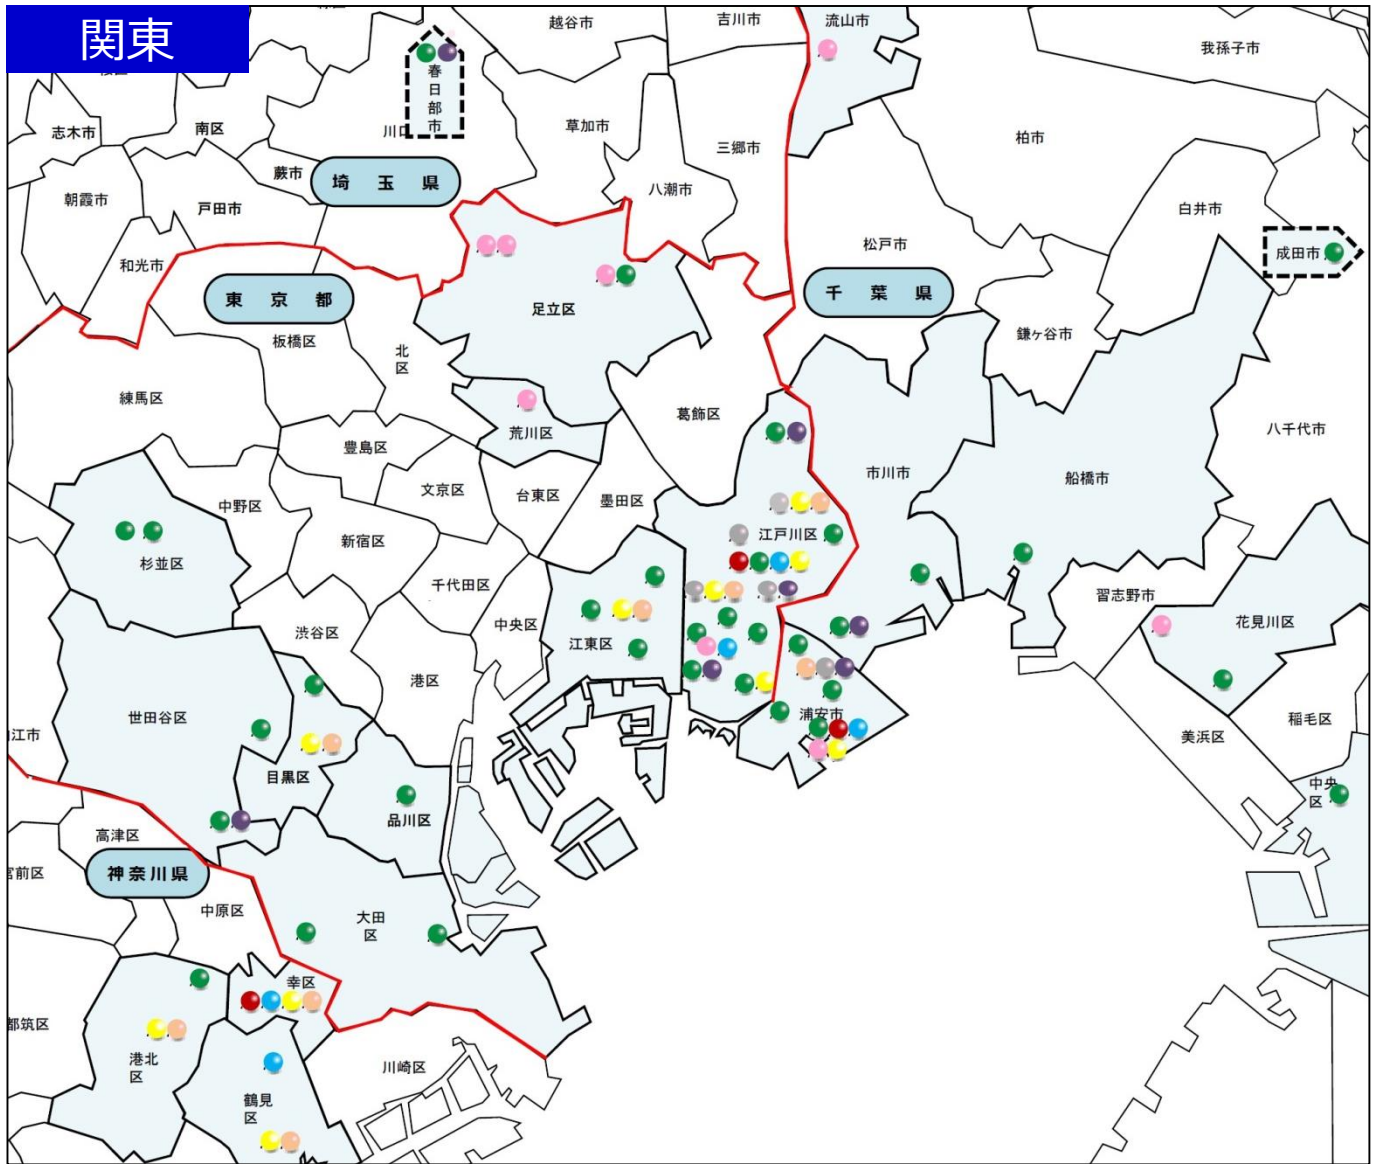 関東
越谷市
吉川市
流山市
我孫子市
春
日
部
市
志木市
南区
川口
草加市
三郷市
柏市
蕨市
埼玉県
八潮市
朝霞市
戸田市
白井市
松戸市
成田市
和光市
東京都
千葉県
足立区
板橋区
北
区
鎌ヶ谷市
練馬区
葛飾区
荒川区
八千代市
豊島区
市川市
船橋市
文京区
台東区
墨田区
中野区
江戸川区
新宿区
杉並区
千代田区
習志野市
中央区
花見川区
渋谷区
江東区
港区
世田谷区
浦安市
稲毛区
江市
美浜区
目黒区
中央
区
品川区
高津区
宮前区
神奈川県
中原区
大田
区
幸区
都筑区
港北
区
川崎区
鶴見
区